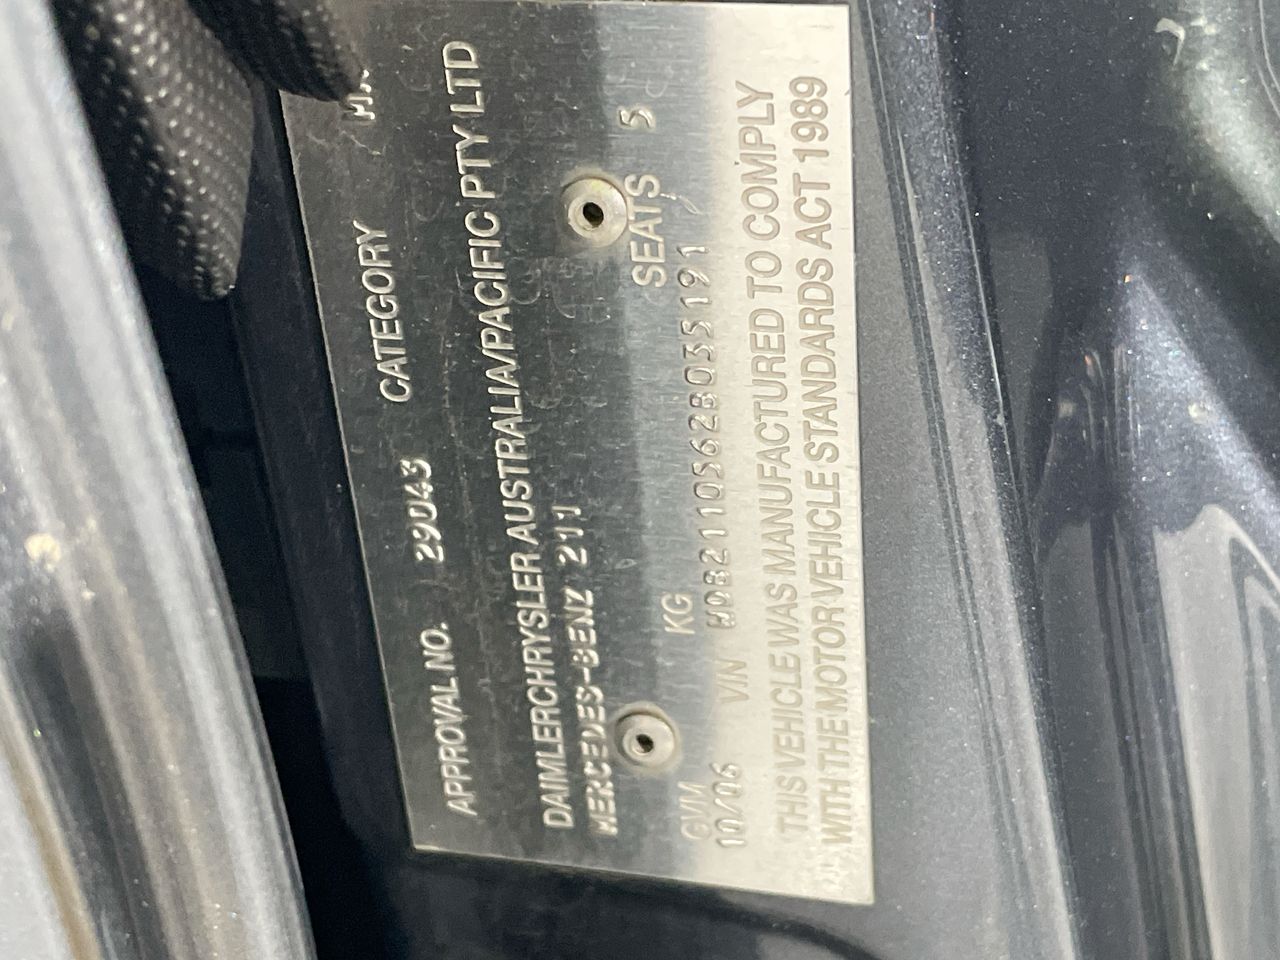 APPROVAL NO. 29043 CATEGORY
DAIMLERCHRYSLER AUSTRALIA/PACIFIC PTY LTD
MERCEDES-BENZ 211
GVM KG SEATS 5
10/06 VIN WDB2110562B035191
THIS VEHICLE WAS MANUFACTURED TO COMPLY
WITH THE MOTOR VEHICLE STANDARDS ACT 1989